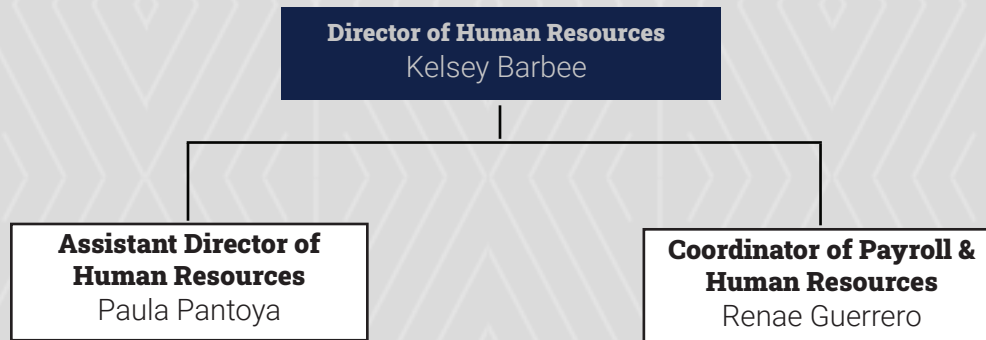 Director of Human Resources
Kelsey Barbee
Assistant Director of
Human Resources
Paula Pantoya
Coordinator of Payroll &
Human Resources
Renae Guerrero